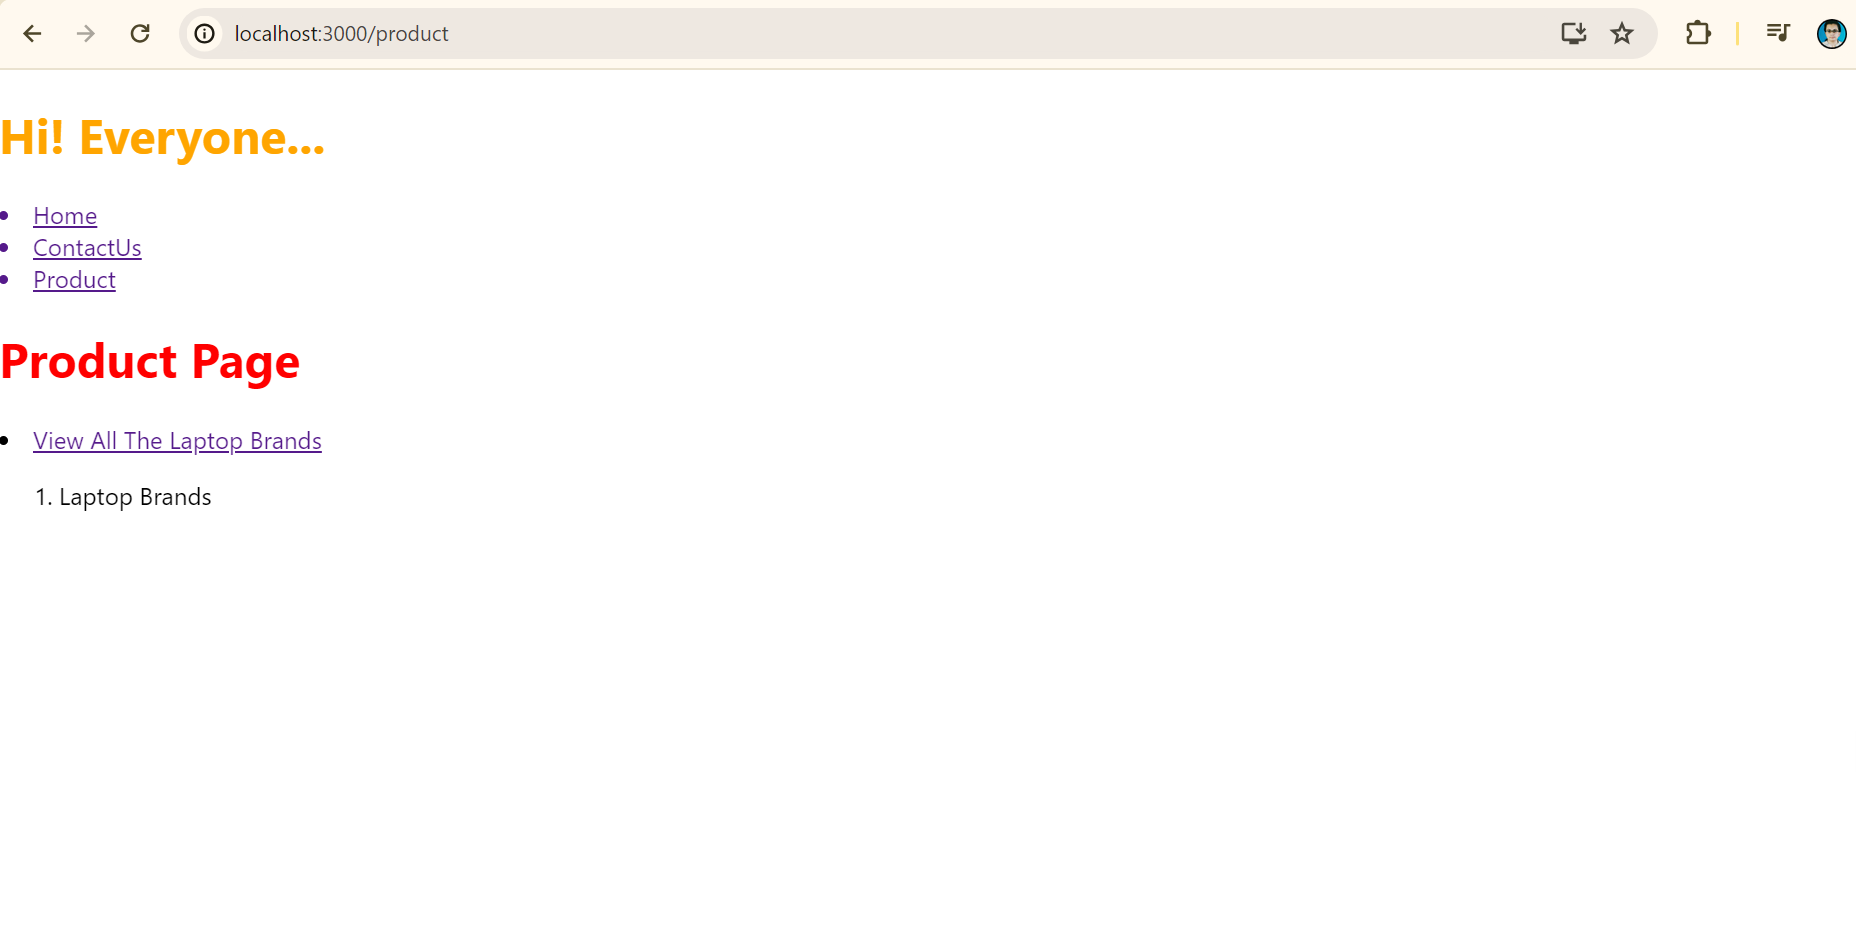 localhost:3000/product
Hi! Everyone...
Home
ContactUs
Product
Product Page
View All The Laptop Brands
1. Laptop Brands